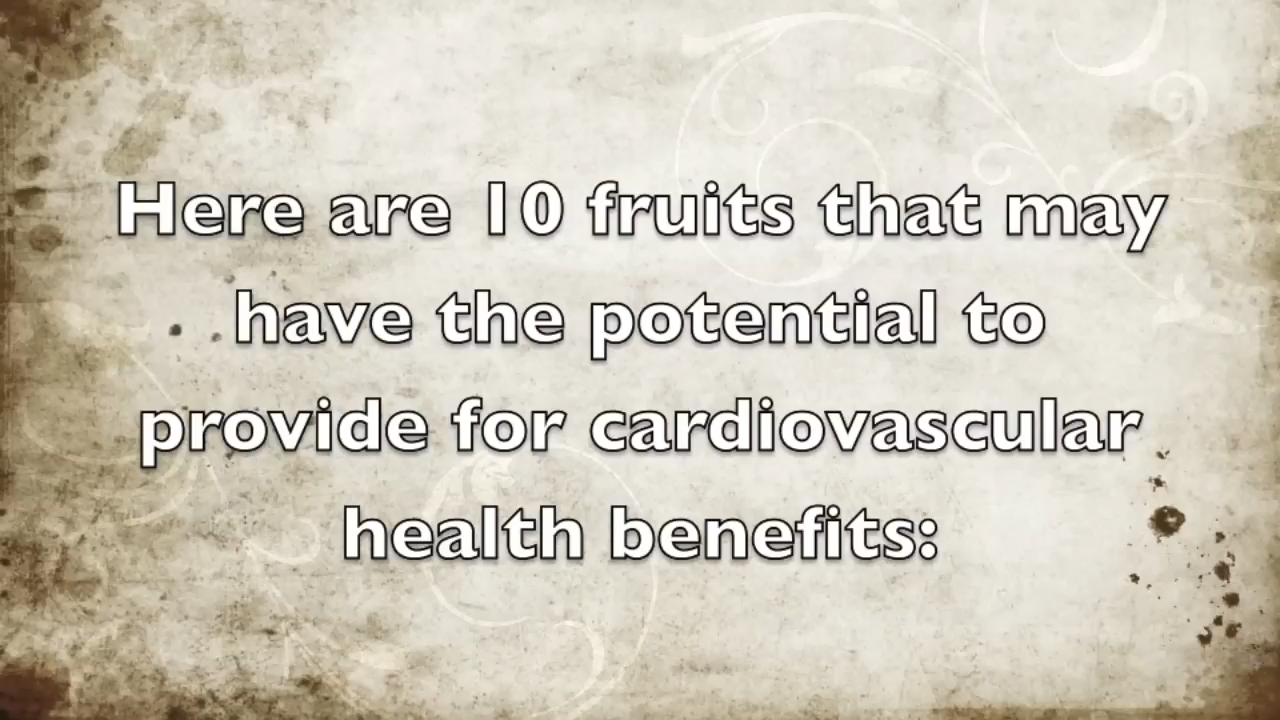 Here are 10 fruits that may
have the potential to
provide for cardiovascular
health benefits: